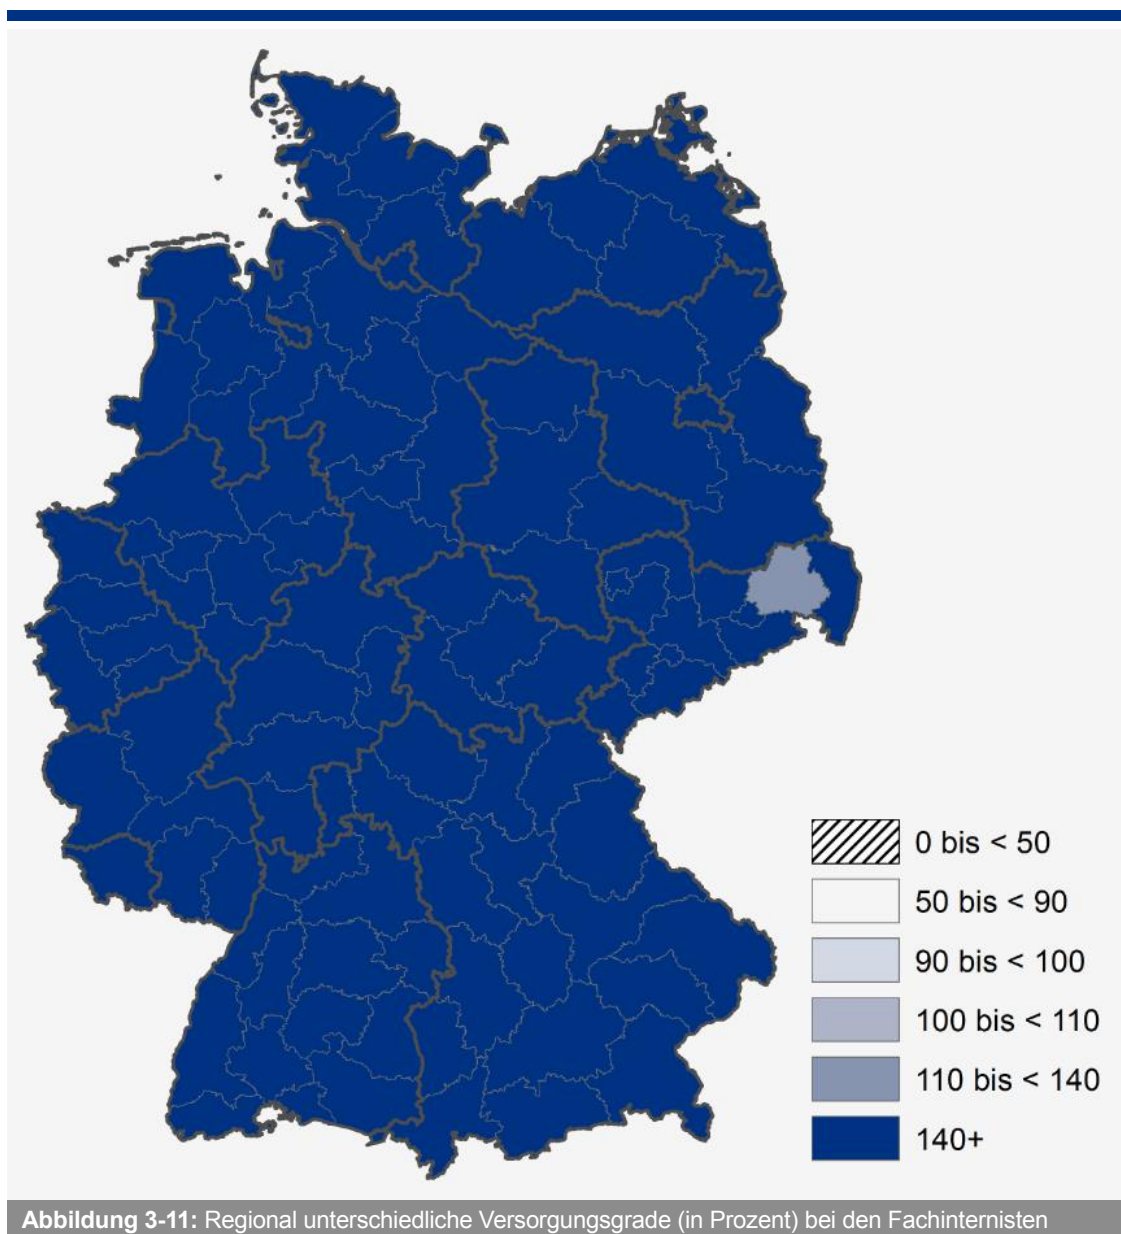 0 bis < 50
50 bis < 90
90 bis < 100
100 bis < 110
110 bis < 140
140+
Abbildung 3-11: Regional unterschiedliche Versorgungsgrade (in Prozent) bei den Fachinternisten